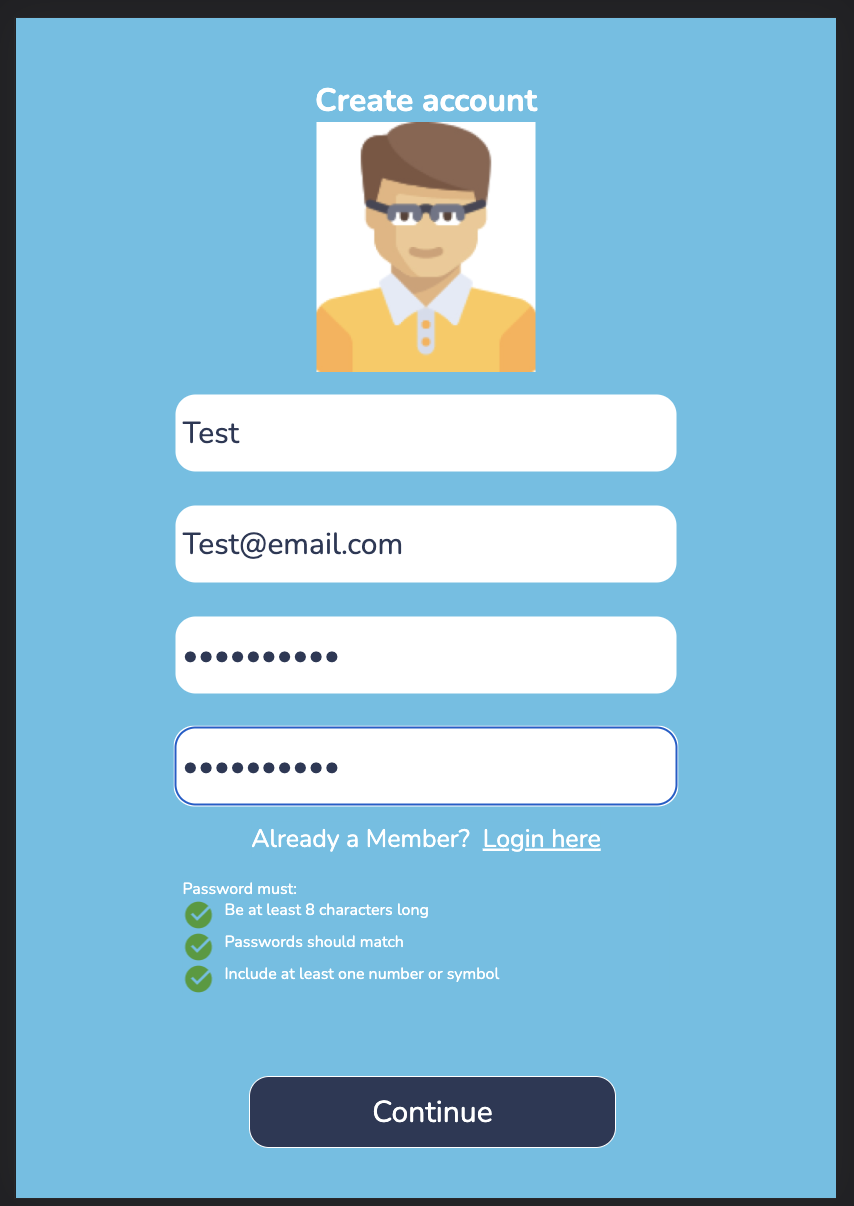 Create account
Test
Test@email.com
••••••••••
••••••••••
Already a Member? Login here
Password must:
Be at least 8 characters long
Passwords should match
Include at least one number or symbol
Continue